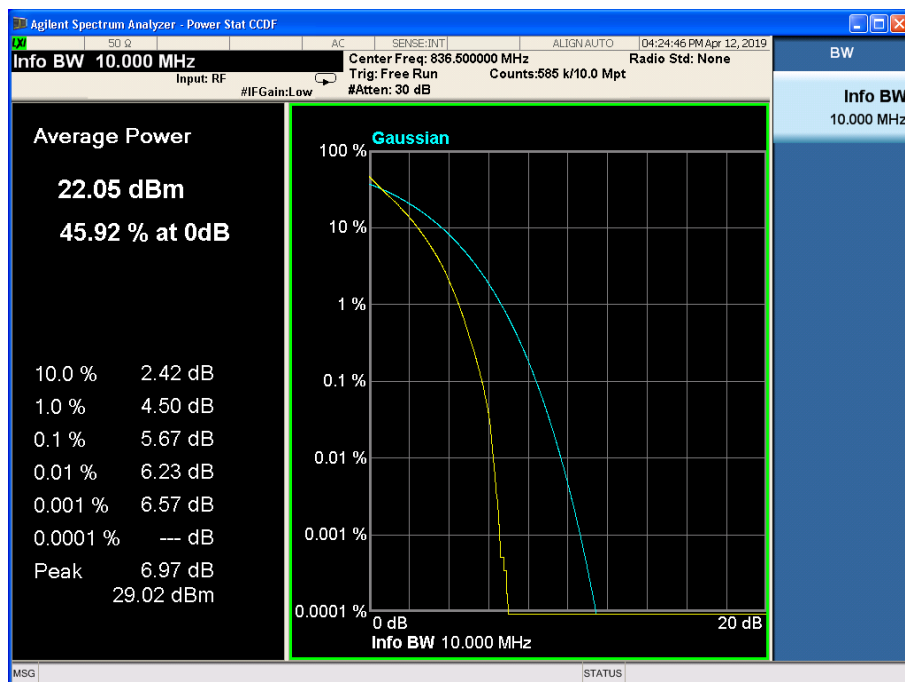 Agilent Spectrum Analyzer - Power Stat CCDF
LXI 50 Ω AC SENSE:INT ALIGN AUTO 04:24:46 PM Apr 12, 2019
Info BW 10.000 MHz
Center Freq: 836.500000 MHz Radio Std: None
Input: RF Trig: Free Run Counts:585 k/10.0 Mpt
#IFGain:Low #Atten: 30 dB
BW
Info BW
10.000 MHz
Average Power
22.05 dBm
45.92 % at 0dB
10.0 % 2.42 dB
1.0 % 4.50 dB
0.1 % 5.67 dB
0.01 % 6.23 dB
0.001 % 6.57 dB
0.0001 % --- dB
Peak 6.97 dB
29.02 dBm
Gaussian
100 %
10 %
1 %
0.1 %
0.01 %
0.001 %
0.0001 %
0 dB 20 dB
Info BW 10.000 MHz
MSG STATUS